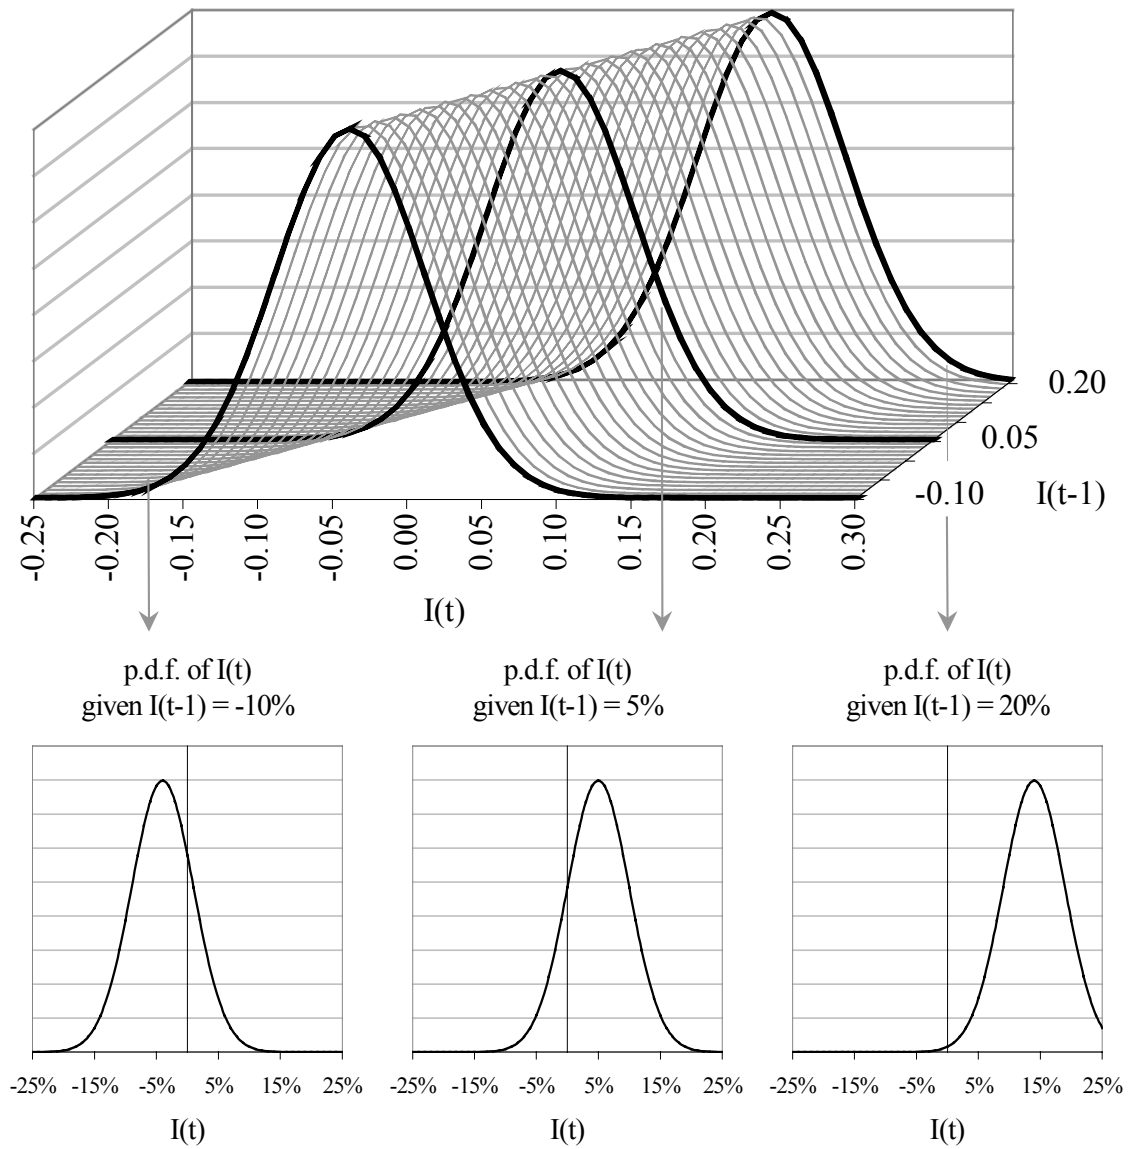 0.20
0.05
-0.10
I(t-1)
-0.25
-0.20
-0.15
-0.10
-0.05
0.00
0.05
0.10
0.15
0.20
0.25
0.30
I(t)
p.d.f. of I(t)
given I(t-1) = -10%
p.d.f. of I(t)
given I(t-1) = 5%
p.d.f. of I(t)
given I(t-1) = 20%
-25% -15% -5% 5% 15% 25%
-25% -15% -5% 5% 15% 25%
-25% -15% -5% 5% 15% 25%
I(t)
I(t)
I(t)